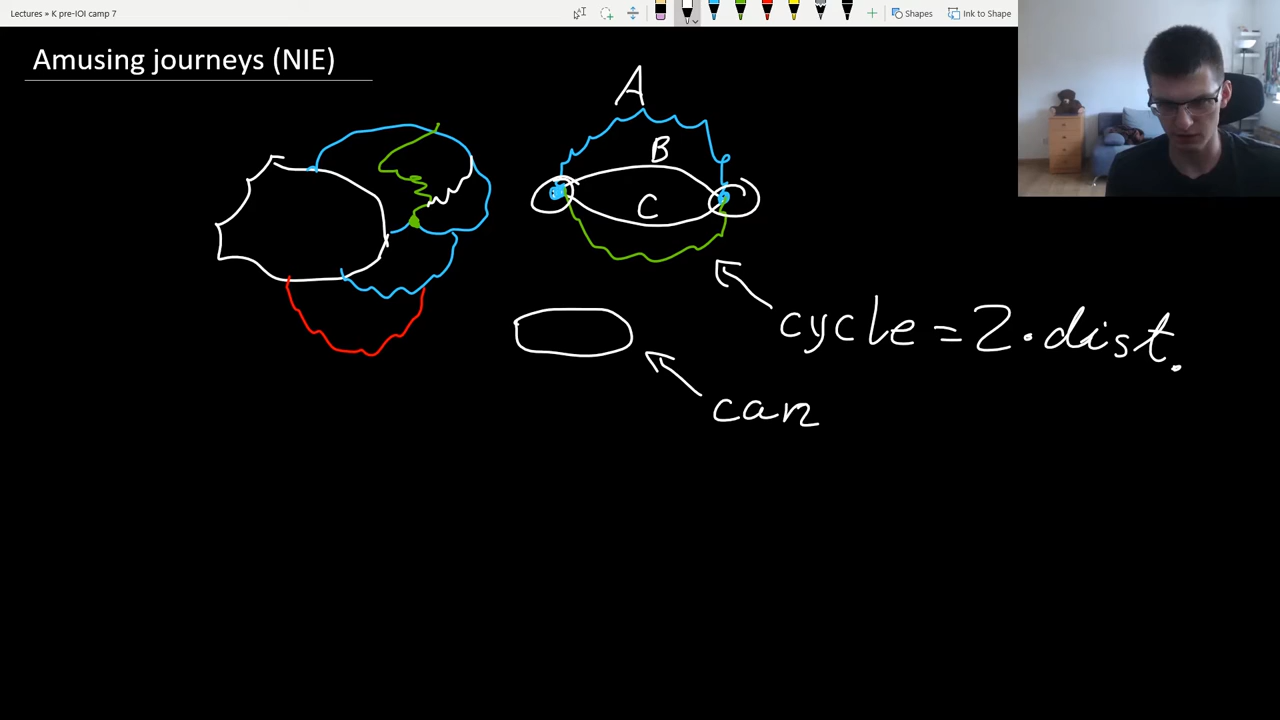 Lectures » K pre-IOI camp 7
Shapes
Ink to Shape
Amusing journeys (NIE)
A
B
C
cycle = 2 · dist.
can